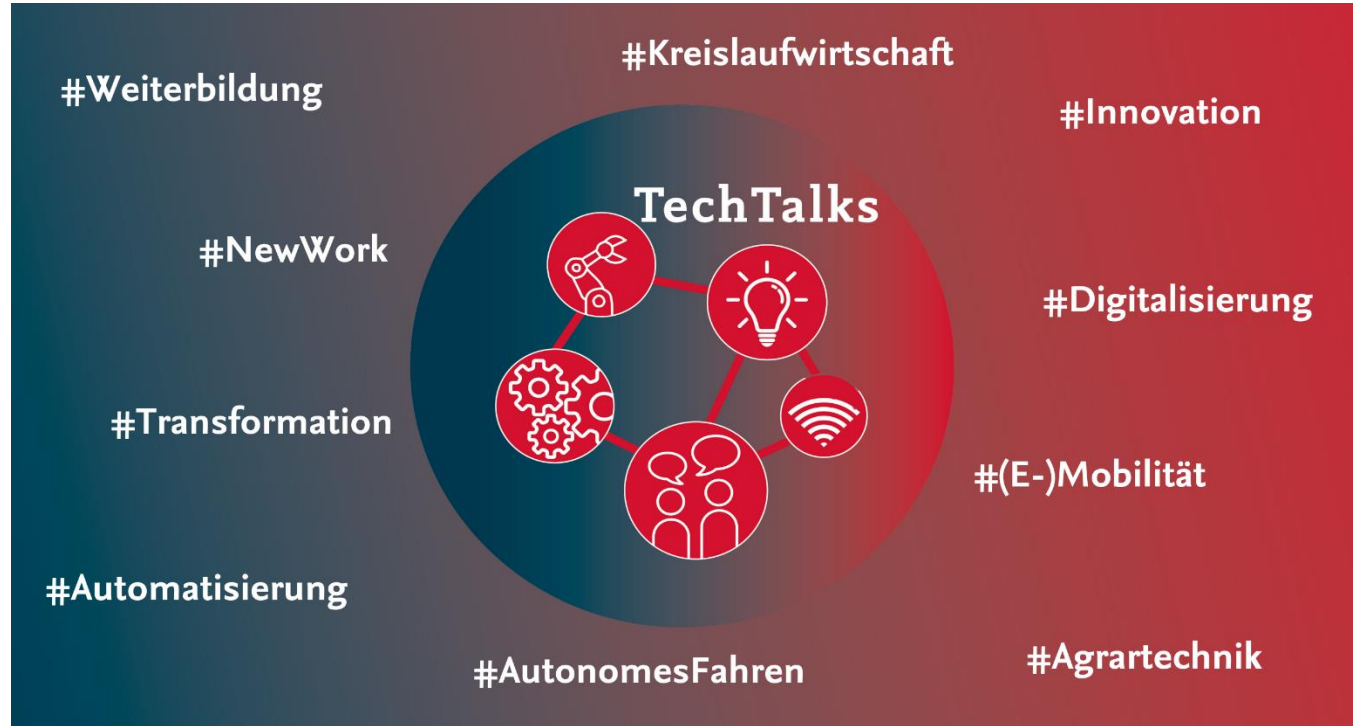 #Kreislaufwirtschaft
#Weiterbildung
#Innovation
TechTalks
#NewWork
#Digitalisierung
#Transformation
#(E-)Mobilität
#Automatisierung
#AutonomesFahren
#Agrartechnik